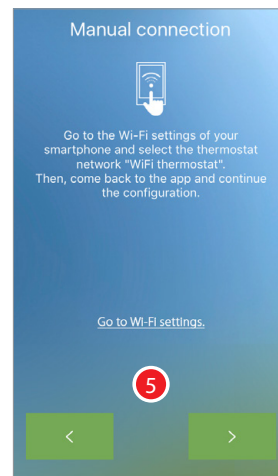 Manual connection
Go to the Wi-Fi settings of your
smartphone and select the thermostat
network "WiFi thermostat".
Then, come back to the app and continue
the configuration.
Go to Wi-Fi settings.
5
<
>